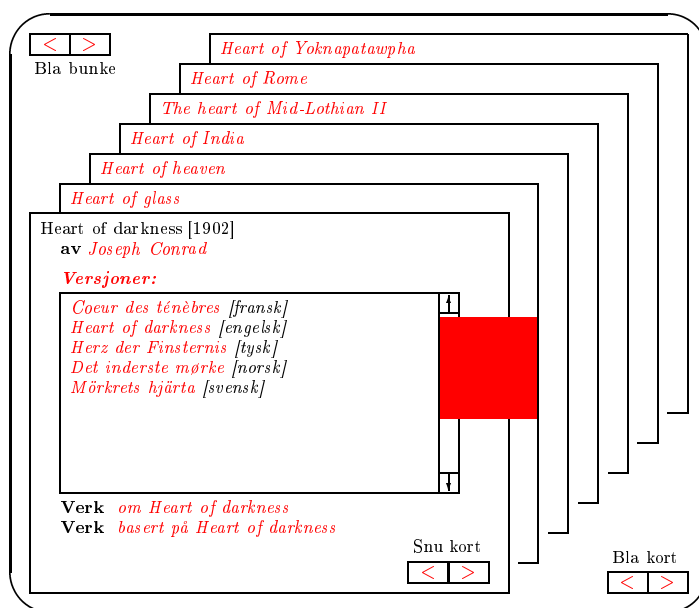 < >
Bla bunke
Heart of Yoknapatawpha
Heart of Rome
The heart of Mid-Lothian II
Heart of India
Heart of heaven
Heart of glass
Heart of darkness [1902]
av Joseph Conrad
Versjoner:
Coeur des ténèbres [fransk]
Heart of darkness [engelsk]
Herz der Finsternis [tysk]
Det inderste mørke [norsk]
Mörkrets hjärta [svensk]
Verk om Heart of darkness
Verk basert på Heart of darkness
Snu kort
< >
Bla kort
< >